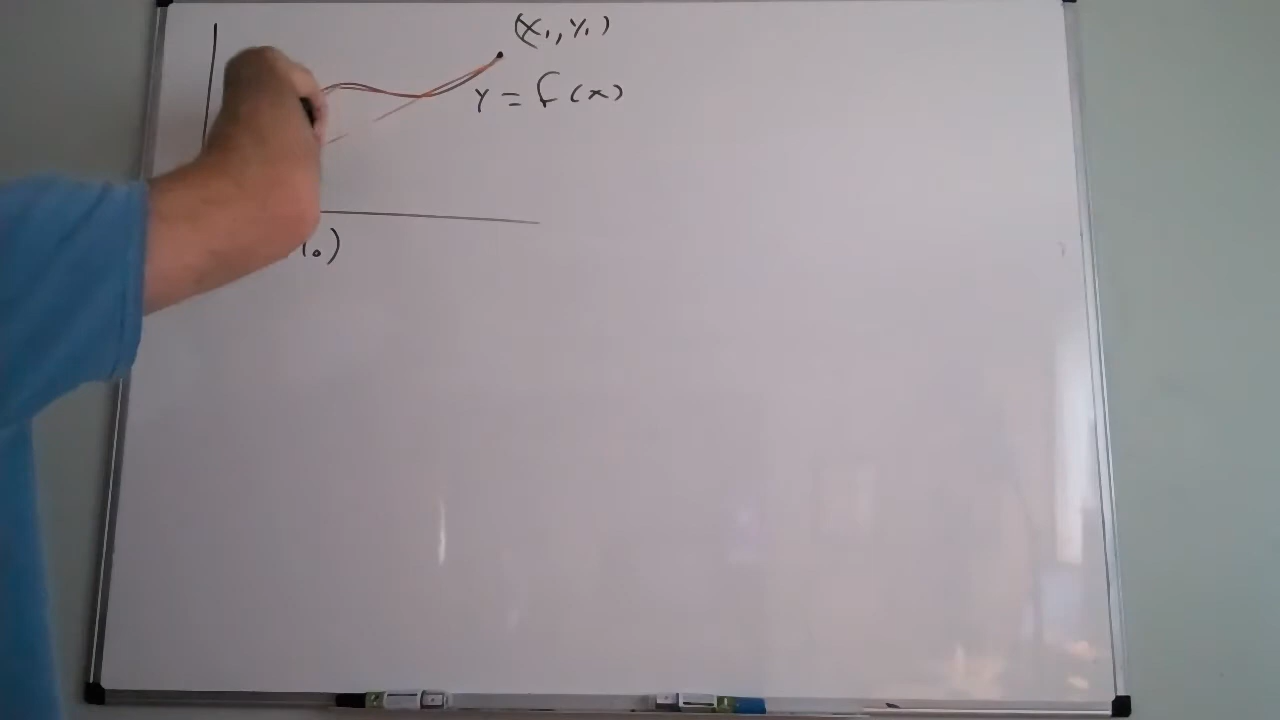 (x₁, y₁)
y = f(x)